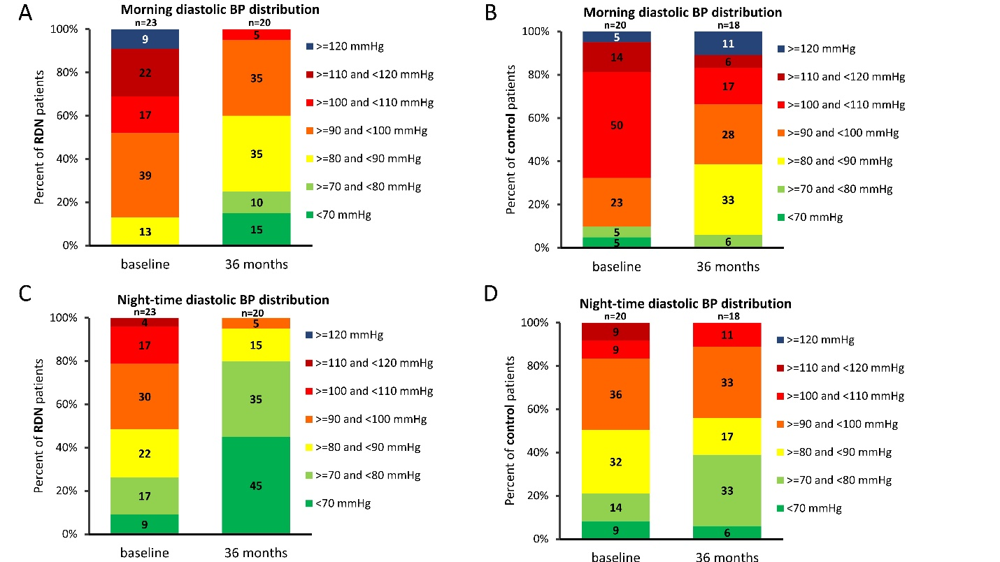 A
Morning diastolic BP distribution
n=23
n=20
100%
80%
60%
40%
20%
0%
Percent of RDN patients
9
22
17
39
13
5
35
35
10
15
baseline
36 months
>=120 mmHg
>=110 and <120 mmHg
>=100 and <110 mmHg
>=90 and <100 mmHg
>=80 and <90 mmHg
>=70 and <80 mmHg
<70 mmHg
B
Morning diastolic BP distribution
n=20
n=18
100%
80%
60%
40%
20%
0%
Percent of control patients
5
14
50
23
5
5
11
6
17
28
33
6
baseline
36 months
>=120 mmHg
>=110 and <120 mmHg
>=100 and <110 mmHg
>=90 and <100 mmHg
>=80 and <90 mmHg
>=70 and <80 mmHg
<70 mmHg
C
Night-time diastolic BP distribution
n=23
n=20
100%
80%
60%
40%
20%
0%
Percent of RDN patients
4
17
30
22
17
9
5
15
35
45
baseline
36 months
>=120 mmHg
>=110 and <120 mmHg
>=100 and <110 mmHg
>=90 and <100 mmHg
>=80 and <90 mmHg
>=70 and <80 mmHg
<70 mmHg
D
Night-time diastolic BP distribution
n=20
n=18
100%
80%
60%
40%
20%
0%
Percent of control patients
9
9
36
32
14
9
11
33
17
33
6
baseline
36 months
>=120 mmHg
>=110 and <120 mmHg
>=100 and <110 mmHg
>=90 and <100 mmHg
>=80 and <90 mmHg
>=70 and <80 mmHg
<70 mmHg